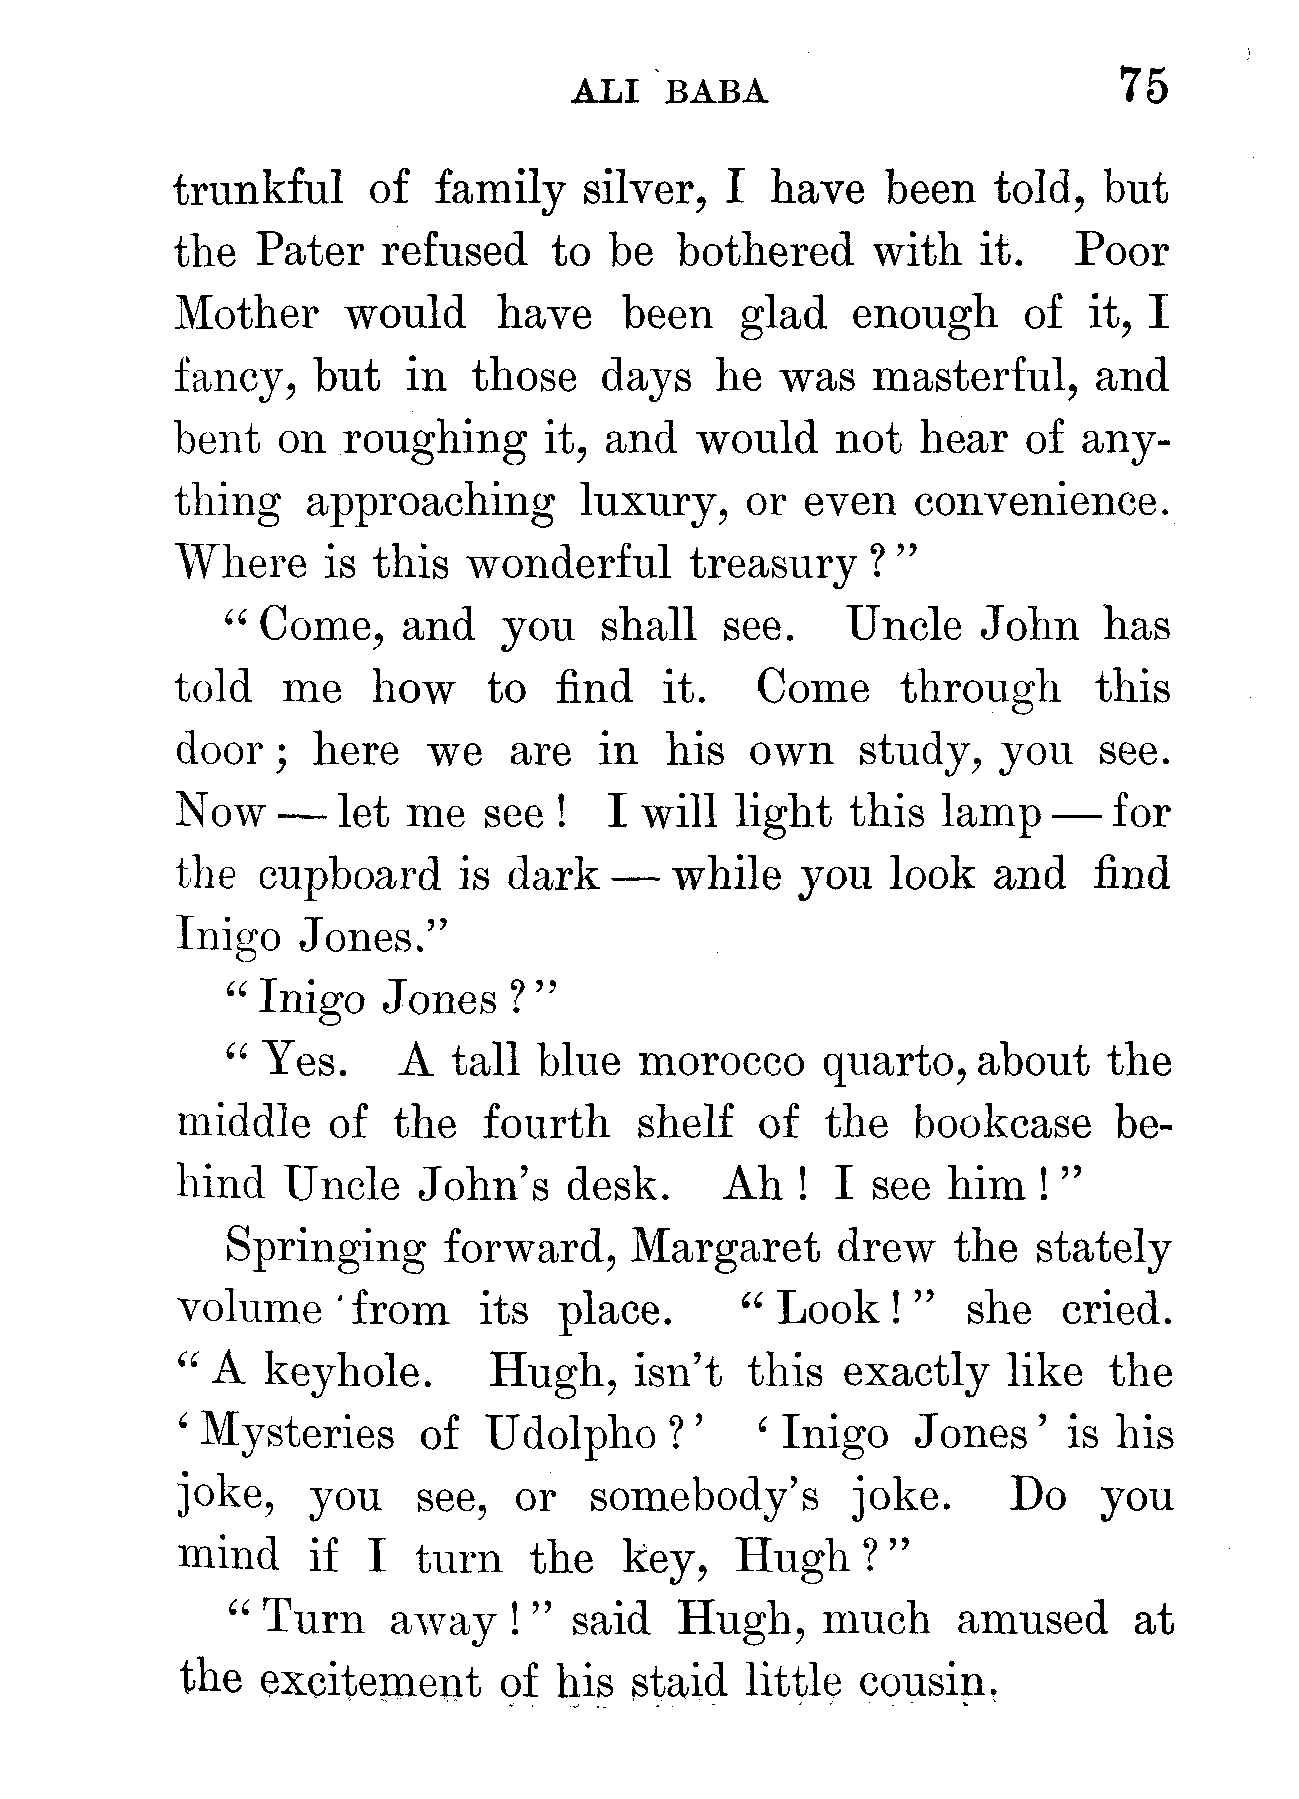 ALI BABA 75
trunkful of family silver, I have been told, but
the Pater refused to be bothered with it. Poor
Mother would have been glad enough of it, I
fancy, but in those days he was masterful, and
bent on roughing it, and would not hear of any-
thing approaching luxury, or even convenience.
Where is this wonderful treasury?”
“Come, and you shall see. Uncle John has
told me how to find it. Come through this
door; here we are in his own study, you see.
Now — let me see! I will light this lamp — for
the cupboard is dark — while you look and find
Inigo Jones.”
“Inigo Jones?”
“Yes. A tall blue morocco quarto, about the
middle of the fourth shelf of the bookcase be-
hind Uncle John’s desk. Ah! I see him!”
Springing forward, Margaret drew the stately
volume from its place. “Look!” she cried.
“A keyhole. Hugh, isn’t this exactly like the
‘Mysteries of Udolpho?’ ‘Inigo Jones’ is his
joke, you see, or somebody’s joke. Do you
mind if I turn the key, Hugh?”
“Turn away!” said Hugh, much amused at
the excitement of his staid little cousin.